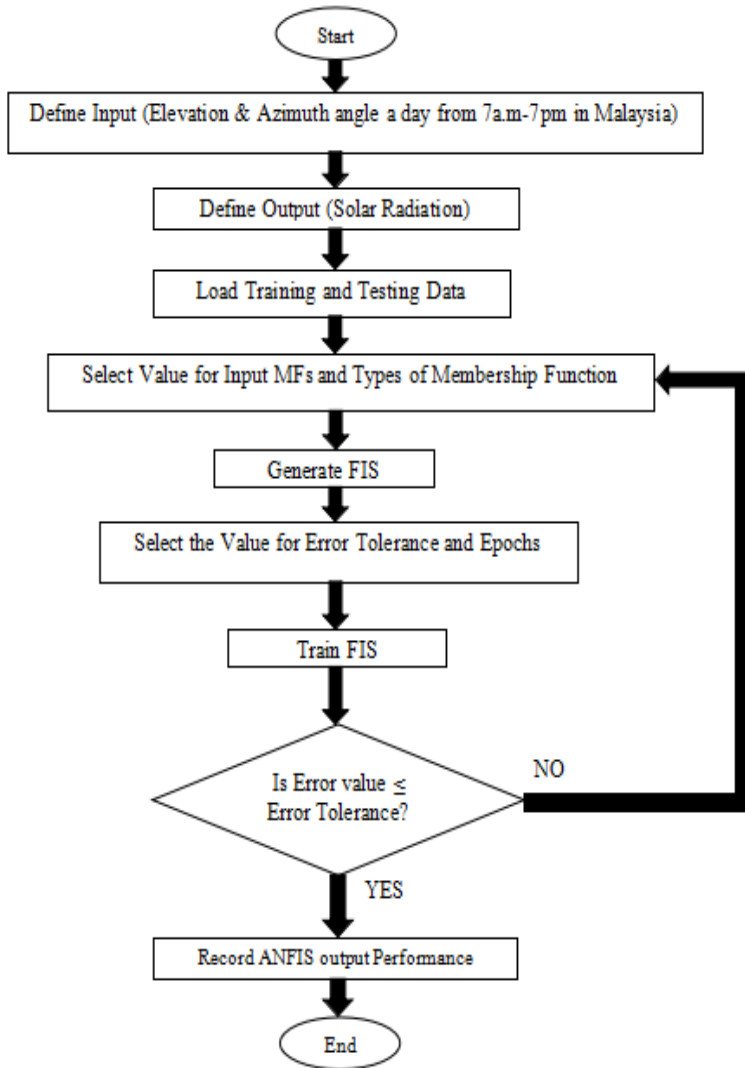 Start
Define Input (Elevation & Azimuth angle a day from 7a.m-7pm in Malaysia)
Define Output (Solar Radiation)
Load Training and Testing Data
Select Value for Input MFs and Types of Membership Function
Generate FIS
Select the Value for Error Tolerance and Epochs
Train FIS
Is Error value ≤
Error Tolerance?
NO
YES
Record ANFIS output Performance
End